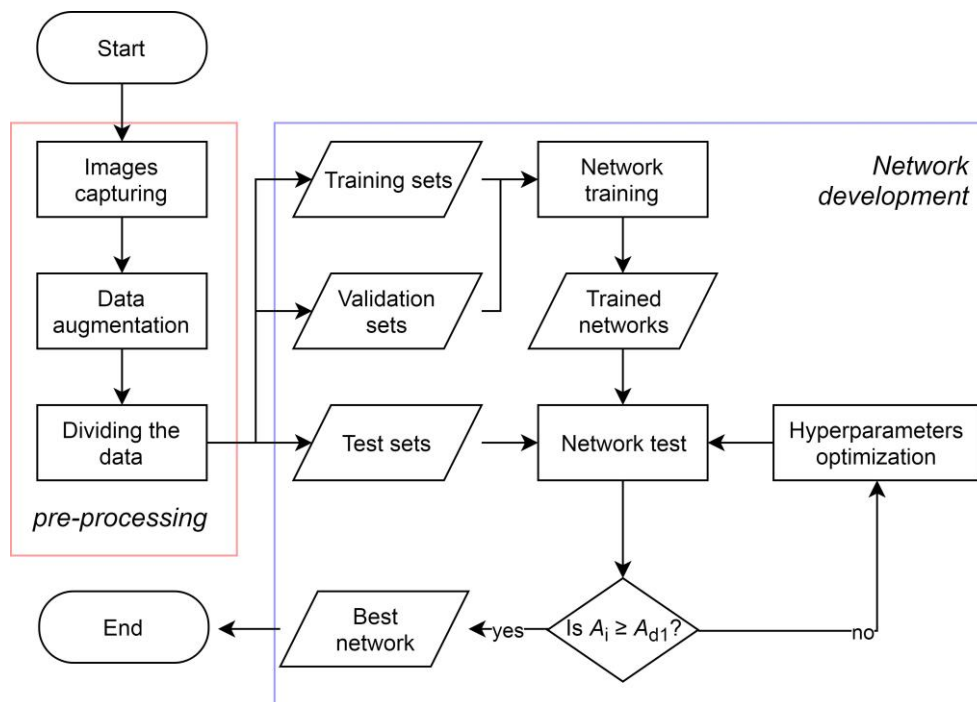 Start
Images
capturing
Data
augmentation
Dividing the
data
pre-processing
Training sets
Validation
sets
Test sets
Network
training
Trained
networks
Network test
Network
development
Hyperparameters
optimization
Is Ai ≥ Ad1?
yes
no
Best
network
End